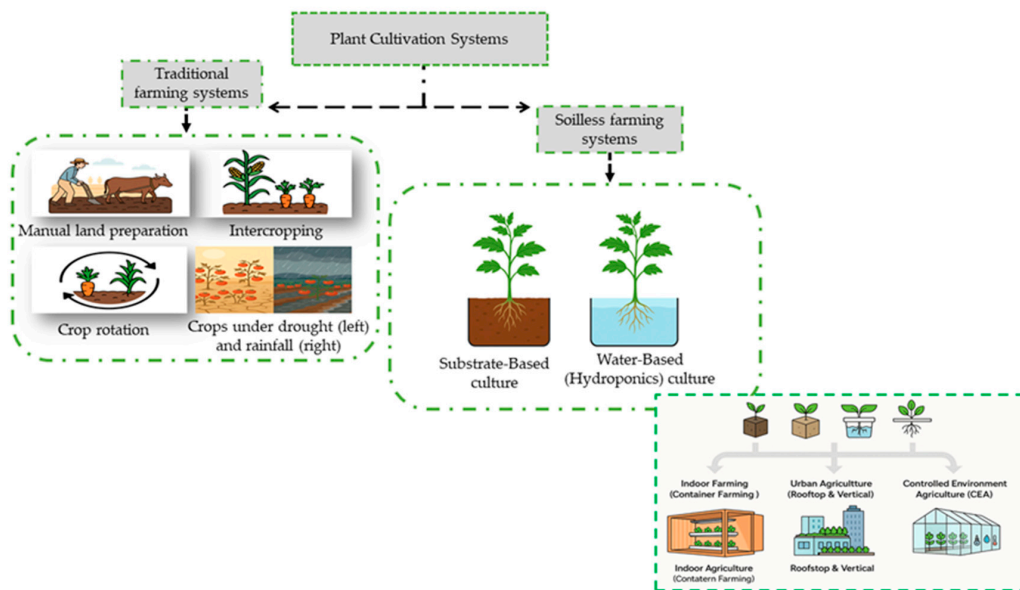 Plant Cultivation Systems
Traditional
farming systems
Soilless farming
systems
Manual land preparation
Intercropping
Crop rotation
Crops under drought (left)
and rainfall (right)
Substrate-Based
culture
Water-Based
(Hydroponics) culture
Indoor Farming
(Container Farming )
Urban Agricultture
(Rooftop & Vertical)
Controlled Environment
Agriculture (CEA)
Indoor Agriculture
(Contatern Farming)
Roofstop & Vertical